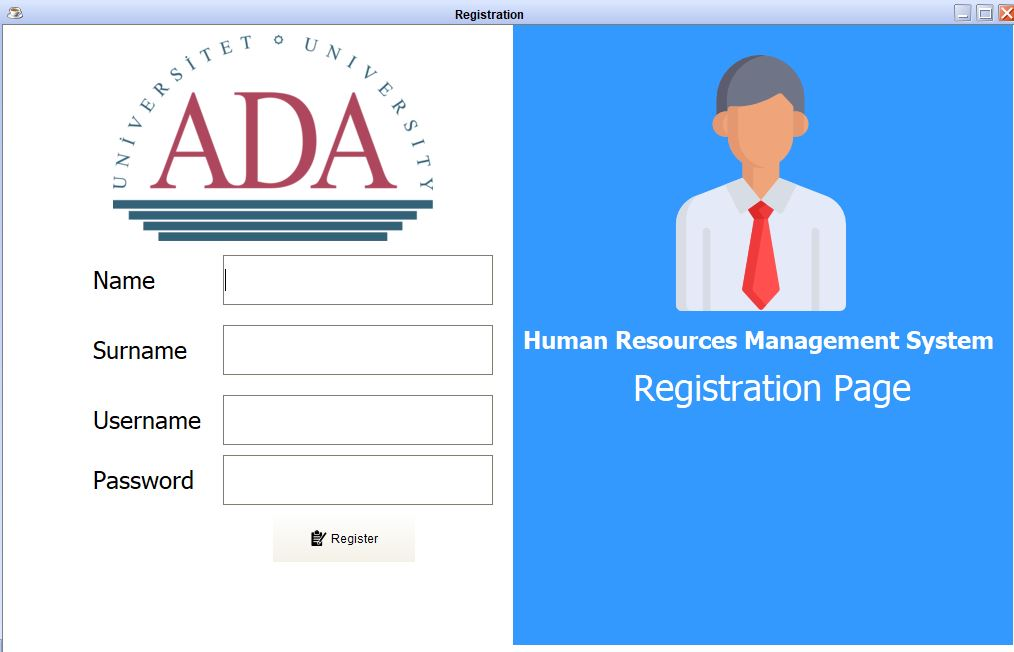 Registration
UNİVERSİTET UNIVERSITY
ADA
Name
Surname
Username
Password
Register
Human Resources Management System
Registration Page